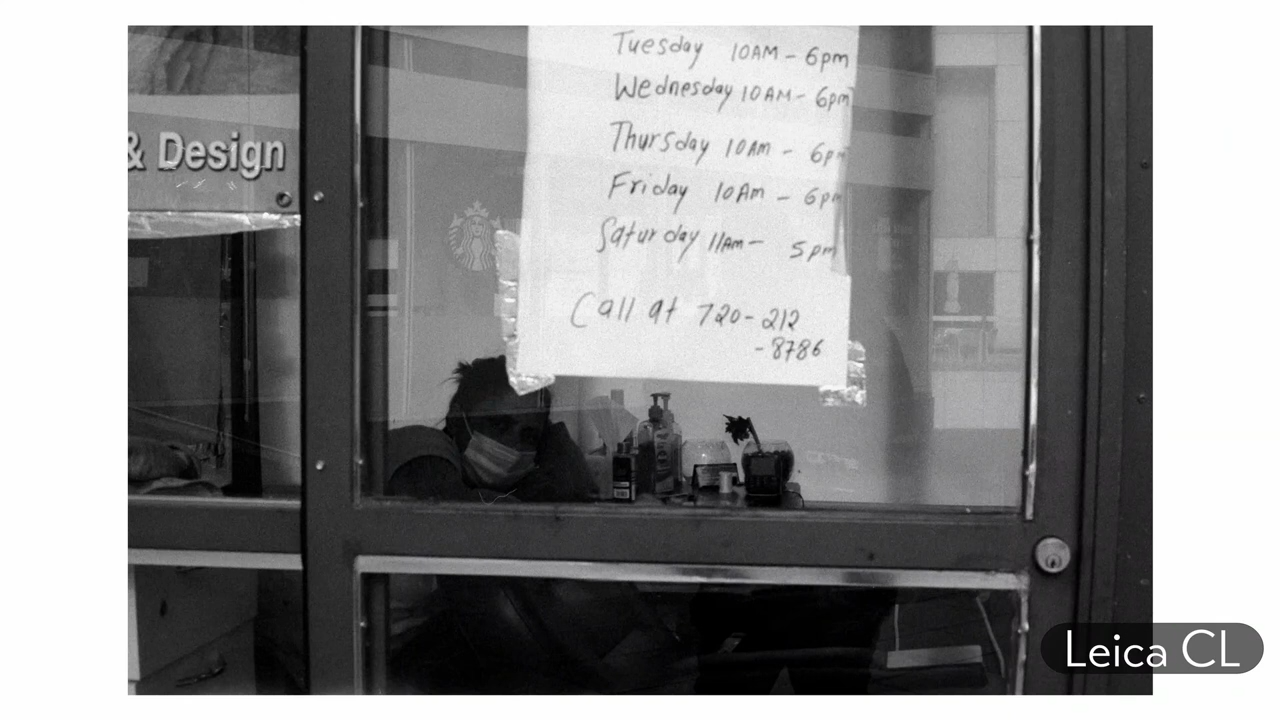 & Design
Tuesday 10AM - 6pm
Wednesday 10AM - 6pm
Thursday 10AM - 6pm
Friday 10AM - 6pm
Saturday 11AM - 5pm
Call at 720-212
-8786
Leica CL